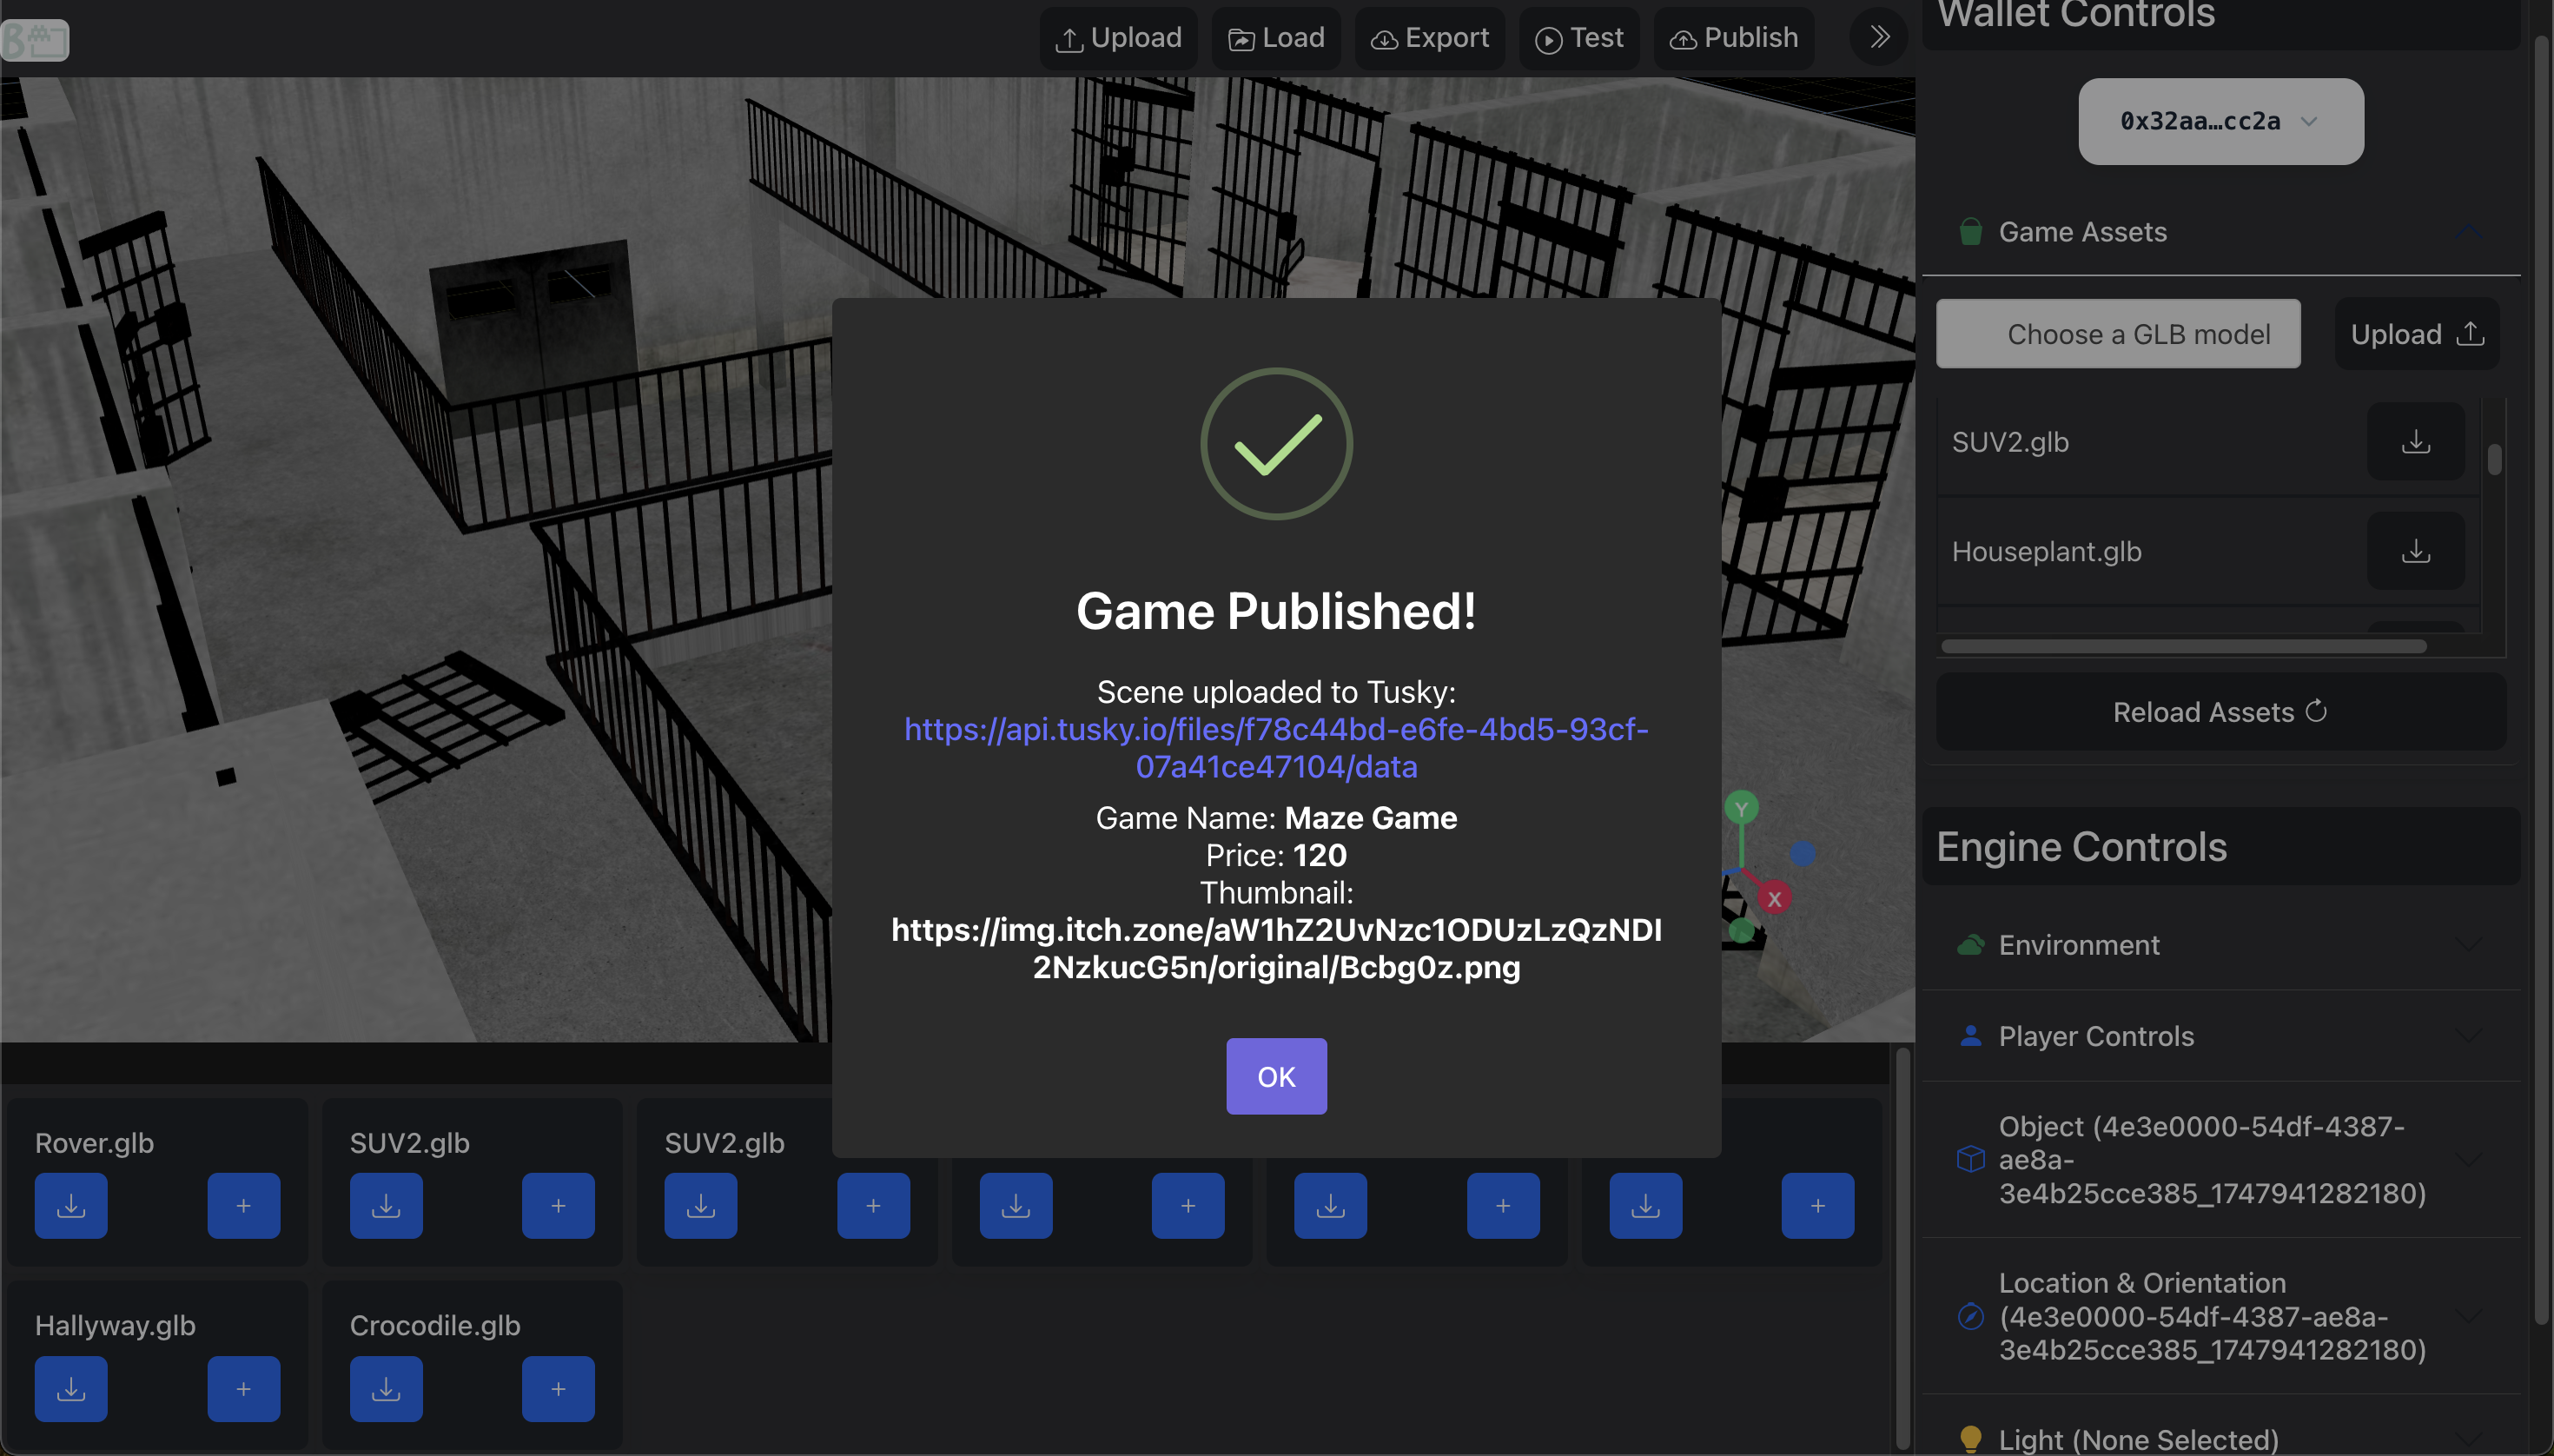 B
Upload
Load
Export
Test
Publish
Wallet Controls
0x32aa…cc2a
Game Assets
Choose a GLB model
Upload
SUV2.glb
Houseplant.glb
Reload Assets
Game Published!
Scene uploaded to Tusky:
https://api.tusky.io/files/f78c44bd-e6fe-4bd5-93cf-
07a41ce47104/data
Game Name: Maze Game
Price: 120
Thumbnail:
https://img.itch.zone/aW1hZ2UvNzc1ODUzLzQzNDI
2NzkucG5n/original/Bcbg0z.png
OK
Y
X
Engine Controls
Environment
Player Controls
Object (4e3e0000-54df-4387-
ae8a-
3e4b25cce385_1747941282180)
Location & Orientation
(4e3e0000-54df-4387-ae8a-
3e4b25cce385_1747941282180)
Light (None Selected)
Rover.glb
SUV2.glb
SUV2.glb
Hallyway.glb
Crocodile.glb